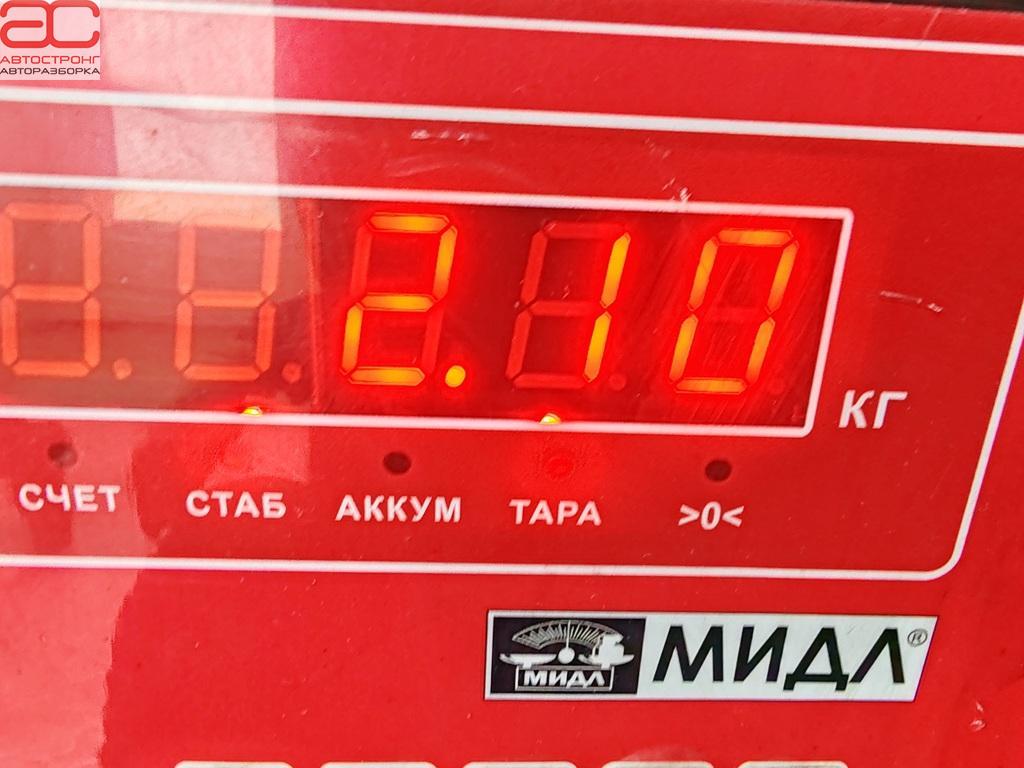 АС
АВТОСТРОНГ
АВТОРАЗБОРКА
2.10
КГ
СЧЕТ СТАБ АККУМ ТАРА >0<
МИДЛ МИДЛ®